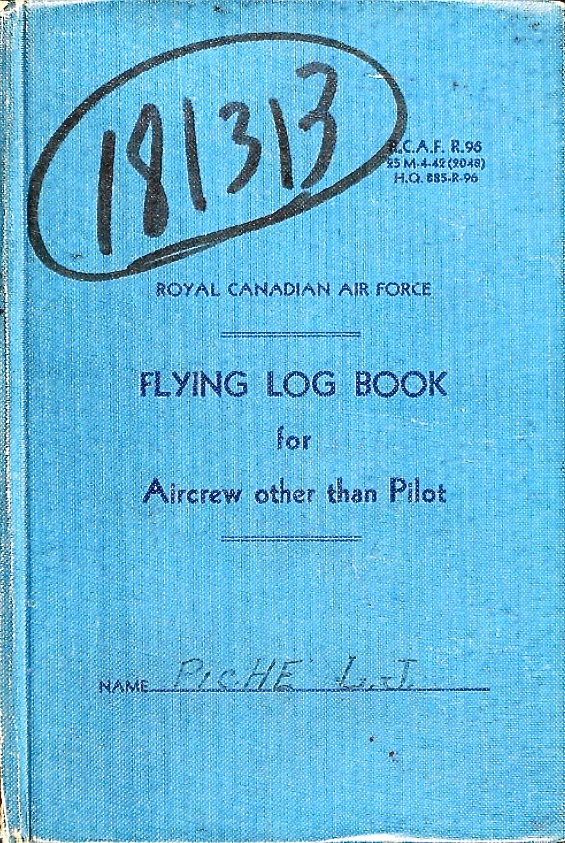 181313
R.C.A.F. R.96
25 M-4-42 (2048)
H.Q. 885-R-96
ROYAL CANADIAN AIR FORCE
FLYING LOG BOOK
for
Aircrew other than Pilot
NAME PICHE L.J.